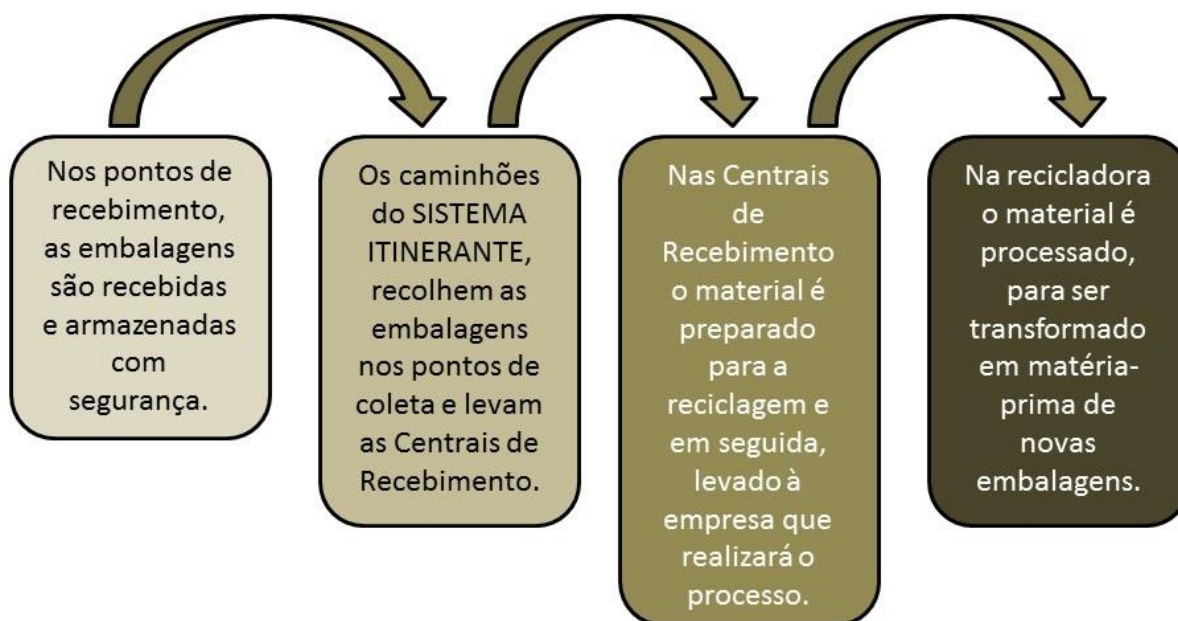 Nos pontos de
recebimento,
as embalagens
são recebidas
e armazenadas
com
segurança.
Os caminhões
do SISTEMA
ITINERANTE,
recolhem as
embalagens
nos pontos de
coleta e levam
as Centrais de
Recebimento.
Nas Centrais
de
Recebimento
o material é
preparado
para a
reciclagem e
em seguida,
levado à
empresa que
realizará o
processo.
Na recicladora
o material é
processado,
para ser
transformado
em matéria-
prima de
novas
embalagens.